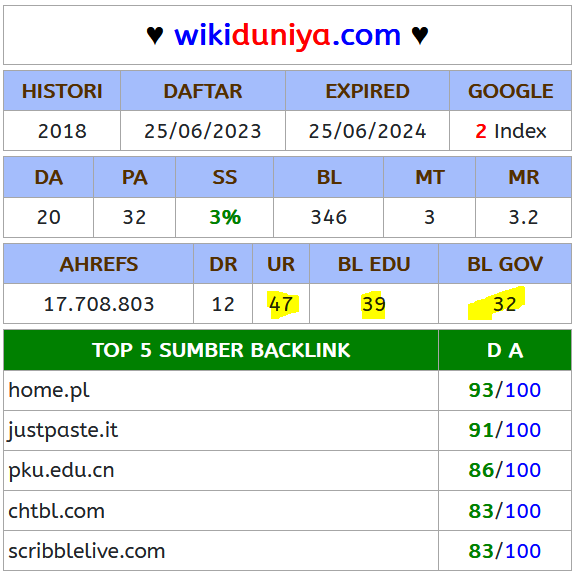 ♥ wikiduniya.com ♥
HISTORI DAFTAR EXPIRED GOOGLE
2018 25/06/2023 25/06/2024 2 Index
DA PA SS BL MT MR
20 32 3% 346 3 3.2
AHREFS DR UR BL EDU BL GOV
17.708.803 12 47 39 32
TOP 5 SUMBER BACKLINK D A
home.pl 93/100
justpaste.it 91/100
pku.edu.cn 86/100
chtbl.com 83/100
scribblelive.com 83/100